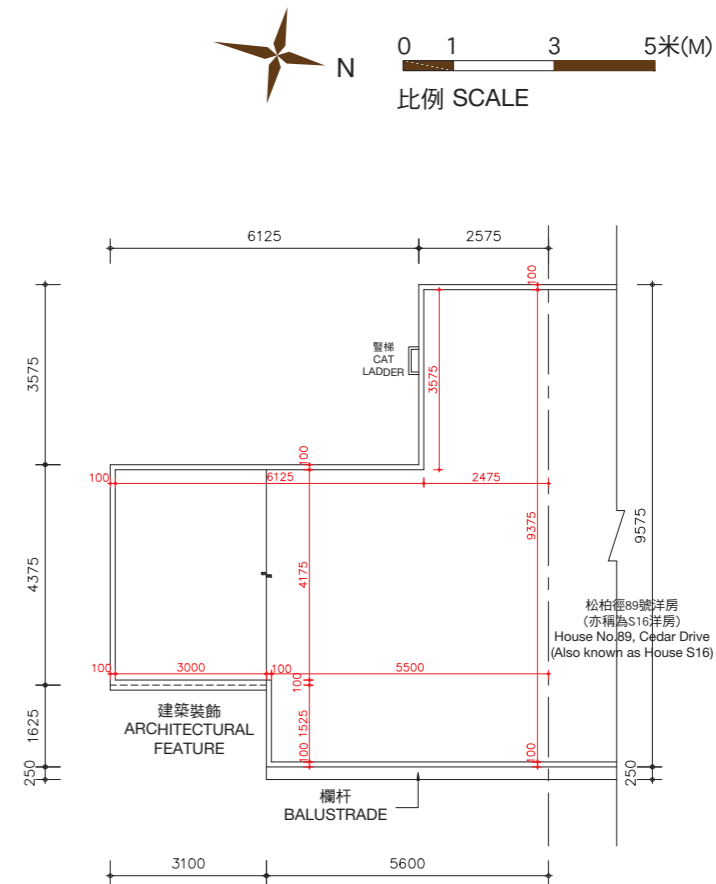 N
0 1 3 5米(M)
比例 SCALE
6125 2575
100
豎梯
CAT
LADDER
3575
3575
100
100 6125 2475
9375
9575
4375
4175
松柏徑89號洋房
(亦稱為S16洋房)
House No.89, Cedar Drive
(Also known as House S16)
100 3000 100 5500
100
建築裝飾
ARCHITECTURAL
FEATURE
1625
1525
100
100
250
250
欄杆
BALUSTRADE
3100 5600